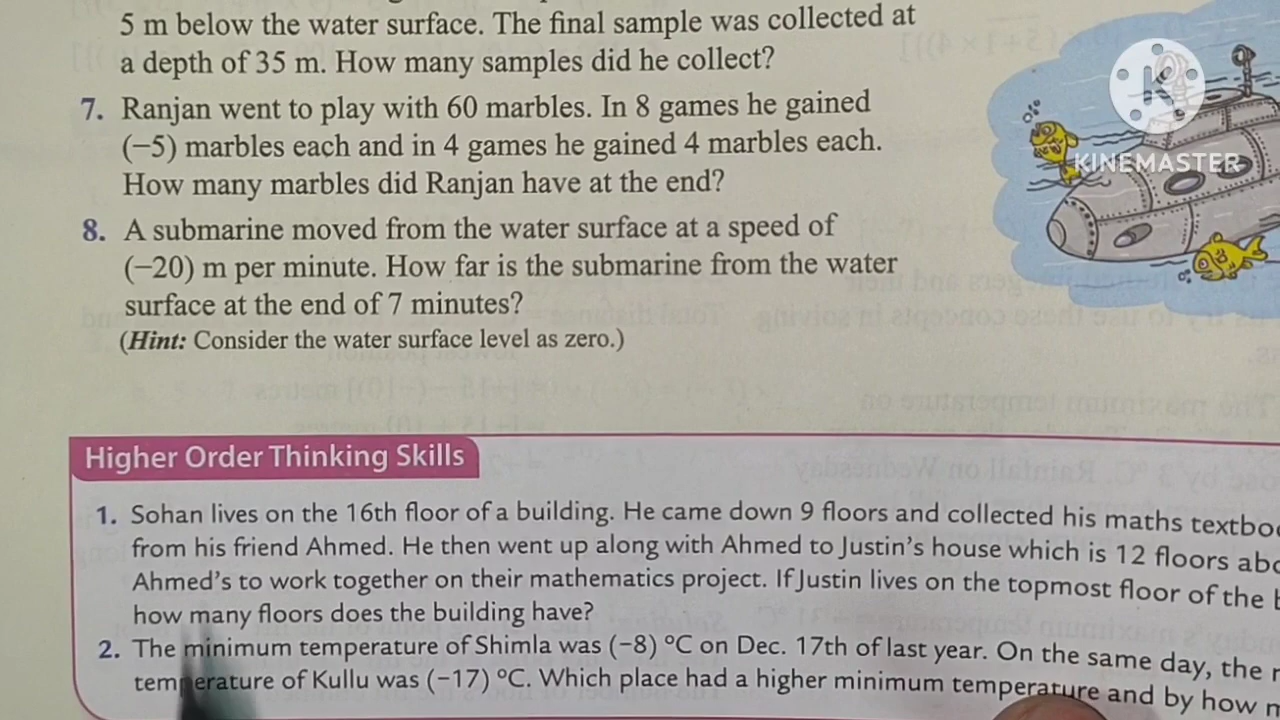 5 m below the water surface. The final sample was collected at
a depth of 35 m. How many samples did he collect?
7. Ranjan went to play with 60 marbles. In 8 games he gained
(−5) marbles each and in 4 games he gained 4 marbles each.
How many marbles did Ranjan have at the end?
8. A submarine moved from the water surface at a speed of
(−20) m per minute. How far is the submarine from the water
surface at the end of 7 minutes?
(Hint: Consider the water surface level as zero.)
K
KINEMASTER
Higher Order Thinking Skills
1. Sohan lives on the 16th floor of a building. He came down 9 floors and collected his maths
from his friend Ahmed. He then went up along with Ahmed to Justin's house which is 12 floors
Ahmed's to work together on their mathematics project. If Justin lives on the topmost floor of the
how many floors does the building have?
2. The minimum temperature of Shimla was (−8) °C on Dec. 17th of last year. On the same day, the
temperature of Kullu was (−17) °C. Which place had a higher minimum temperature and by how